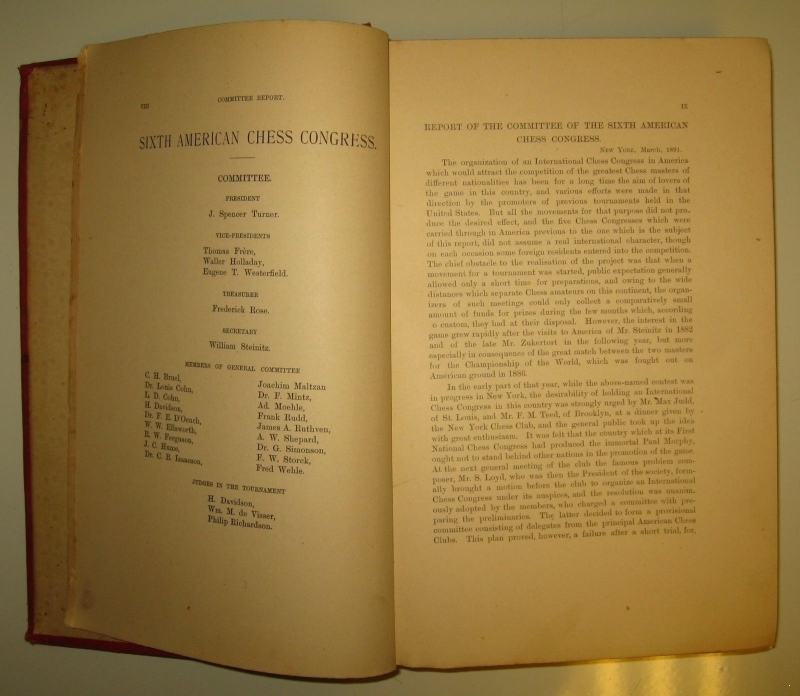 VIII
COMMITTEE REPORT.
SIXTH AMERICAN CHESS CONGRESS.
COMMITTEE.
PRESIDENT
J. Spencer Turner.
VICE-PRESIDENTS
Thomas Frère,
Waller Holladay,
Eugene T. Westerfield.
TREASURER
Frederick Rose.
SECRETARY
William Steinitz.
MEMBERS OF GENERAL COMMITTEE
C. H. Bruel,
Dr. Louis Cohn,
L. D. Cohn,
H. Davidson,
Dr. F. E. D'Oench,
W. W. Ellsworth,
R. W. Ferguson,
J. C. Hume,
Dr. C. B. Isaacson,
Joachim Maltzan
Dr. F. Mintz,
Ad. Moehle,
Frank Rudd,
James A. Ruthven,
A. W. Shepard,
Dr. G. Simonson,
F. W. Storck,
Fred Wehle.
JUDGES IN THE TOURNAMENT
H. Davidson,
Wm. M. de Visser,
Philip Richardson.
IX
REPORT OF THE COMMITTEE OF THE SIXTH AMERICAN
CHESS CONGRESS.
New York, March, 1891.
The organization of an International Chess Congress in America
which would attract the competition of the greatest Chess masters of
different nationalities has been for a long time the aim of lovers of
the game in this country, and various efforts were made in that
direction by the promoters of previous tournaments held in the
United States. But all the movements for that purpose did not pro-
duce the desired effect, and the five Chess Congresses which were
carried through in America previous to the one which is the subject
of this report, did not assume a real international character, though
on each occasion some foreign residents entered into the competition.
The chief obstacle to the realisation of the project was that when a
movement for a tournament was started, public expectation generally
allowed only a short time for preparations, and owing to the wide
distances which separate Chess amateurs on this continent, the organ-
izers of such meetings could only collect a comparatively small
amount of funds for prizes during the few months which, according
o custom, they had at their disposal. However, the interest in the
game grew rapidly after the visits to America of Mr. Steinitz in 1882
and of the late Mr. Zukertort in the following year, but more
especially in consequence of the great match between the two masters
for the Championship of the World, which was fought out on
American ground in 1886.
In the early part of that year, while the above-named contest was
in progress in New York, the desirability of holding an International
Chess Congress in this country was strongly urged by Mr. Max Judd,
of St. Louis, and Mr. F. M. Teed, of Brooklyn, at a dinner given by
the New York Chess Club, and the general public took up the idea
with great enthusiasm. It was felt that the country which at its First
National Chess Congress had produced the immortal Paul Morphy,
ought not to stand behind other nations in the promotion of the game.
At the next general meeting of the club the famous problem com-
poser, Mr. S. Loyd, who was then the President of the society, form-
ally brought a motion before the club to organize an International
Chess Congress under its auspices, and the resolution was unanim-
ously adopted by the members, who charged a committee with pre-
paring the preliminaries. The latter decided to form a provisional
committee consisting of delegates from the principal American Chess
Clubs. This plan proved, however, a failure after a short trial, for,